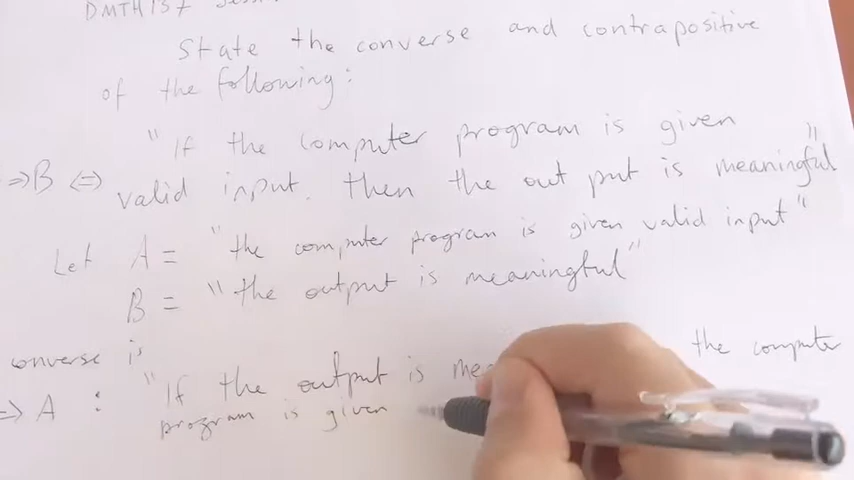 DMTH137
State the converse and contrapositive
of the following:
"If the computer program is given
⇒B ⇔ valid input. then the out put is meaningful"
Let A = "the computer program is given valid input"
B = "the output is meaningful"
onverse is
"If the output is the computer
⇒ A : program is given